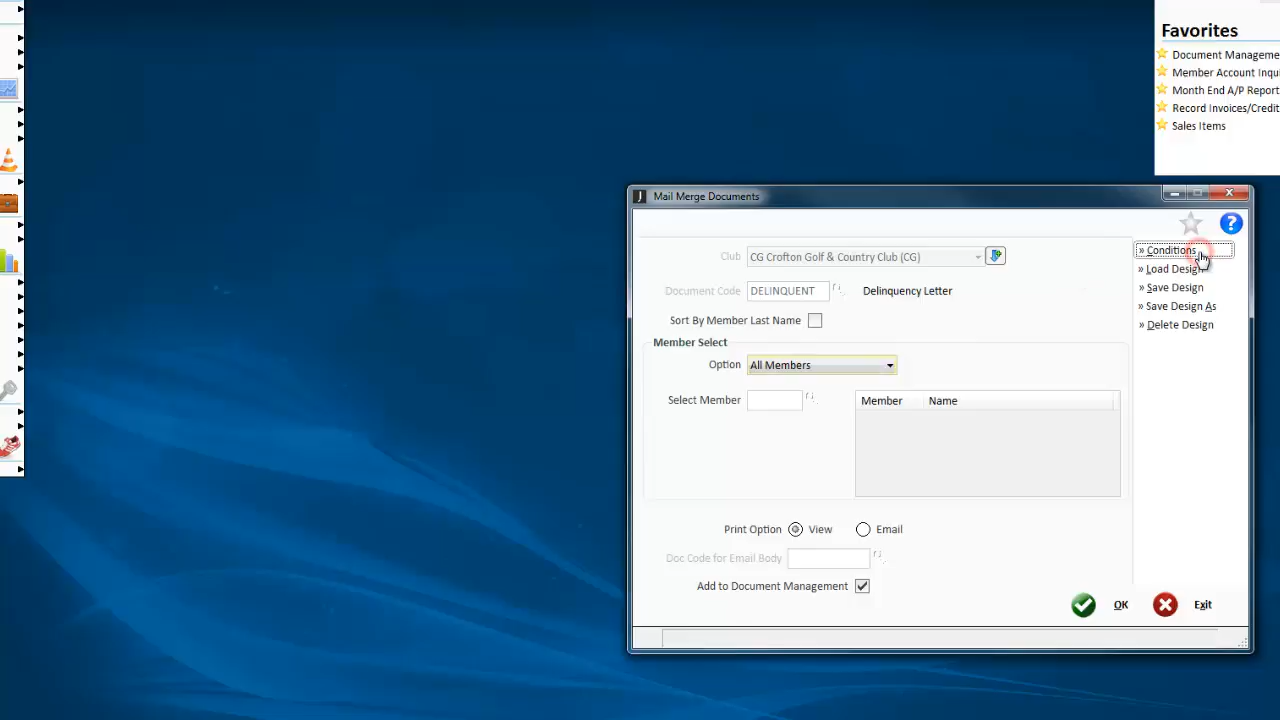 Favorites
Document Manageme
Member Account Inqui
Month End A/P Report
Record Invoices/Credit
Sales Items
Mail Merge Documents
?
Club CG Crofton Golf & Country Club (CG)
» Conditions
» Load Design
» Save Design
» Save Design As
» Delete Design
Document Code DELINQUENT Delinquency Letter
Sort By Member Last Name
Member Select
Option All Members
Select Member
Member Name
Print Option View Email
Doc Code for Email Body
Add to Document Management
OK Exit